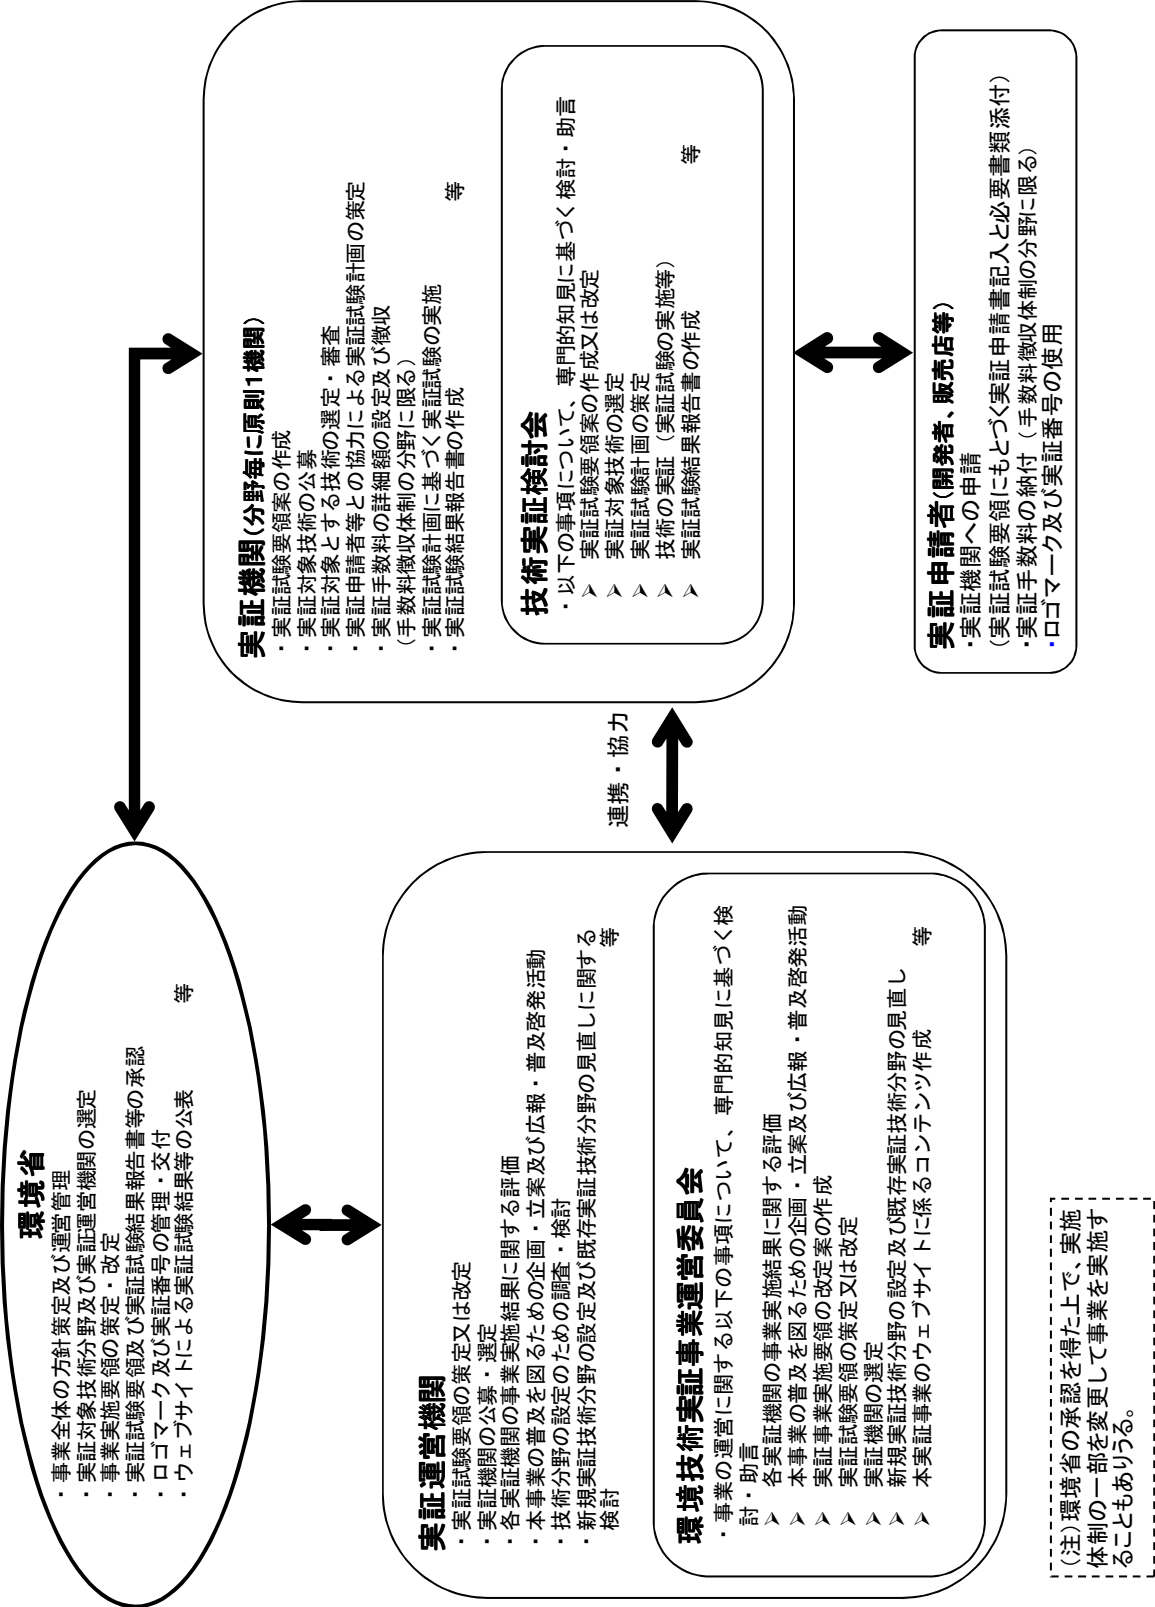 環境省
・事業全体の方針策定及び運営管理
・実証対象技術分野及び実証運営機関の選定
・事業実施要領の策定・改定
・実証試験要領及び実証試験結果報告書等の承認
・ロゴマーク及び実証番号の管理・交付
・ウェブサイトによる実証試験結果等の公表
等
実証運営機関
・実証試験要領の策定又は改定
・実証機関の公募・選定
・各実証機関の事業実施結果に関する評価
・本事業の普及を図るための企画・立案及び広報・普及啓発活動
・技術分野の設定のための調査・検討
・新規実証技術分野の設定及び既存実証技術分野の見直しに関する
検討
等
環境技術実証事業運営委員会
・事業の運営に関する以下の事項について、専門的知見に基づく検
討・助言
➢ 各実証機関の事業実施結果に関する評価
➢ 本事業の普及を図るための企画・立案及び広報・普及啓発活動
➢ 実証事業実施要領の改定案の作成
➢ 実証試験要領の策定又は改定
➢ 実証機関の選定
➢ 新規実証技術分野の設定及び既存実証技術分野の見直し
➢ 本実証事業のウェブサイトに係るコンテンツ作成
等
連携・協力
実証機関(分野毎に原則1機関)
・実証試験要領案の作成
・実証対象技術の公募
・実証対象とする技術の選定・審査
・実証申請者等との協力による実証試験計画の策定
・実証手数料の詳細額の設定及び徴収
(手数料徴収体制の分野に限る)
・実証試験計画に基づく実証試験の実施
・実証試験結果報告書の作成
等
技術実証検討会
・以下の事項について、専門的知見に基づく検討・助言
➢ 実証試験要領案の作成又は改定
➢ 実証対象技術の選定
➢ 実証試験計画の策定
➢ 技術の実証(実証試験の実施等)
➢ 実証試験結果報告書の作成
等
実証申請者(開発者、販売店等)
・実証機関への申請
(実証試験要領にもとづく実証申請書記入と必要書類添付)
・実証手数料の納付(手数料徴収体制の分野に限る)
・ロゴマーク及び実証番号の使用
(注)環境省の承認を得た上で、実施
体制の一部を変更して事業を実施す
ることもありうる。